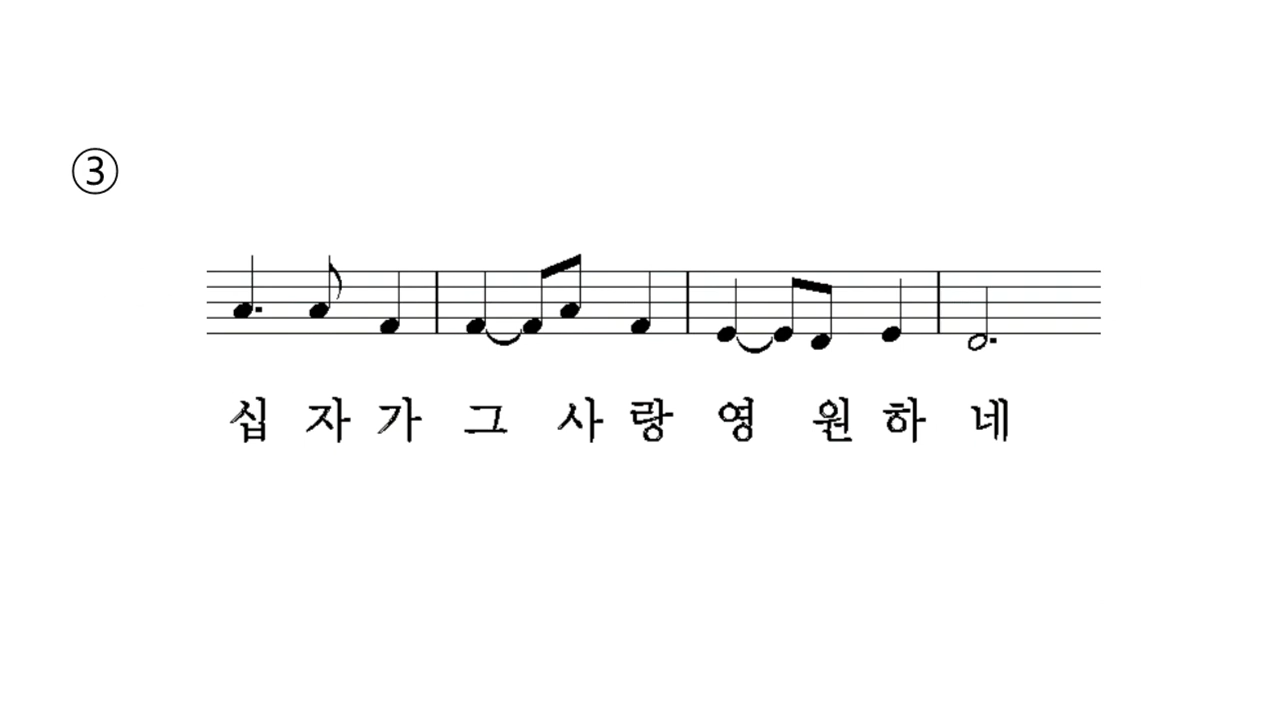 ③
십 자 가 그 사 랑 영 원 하 네